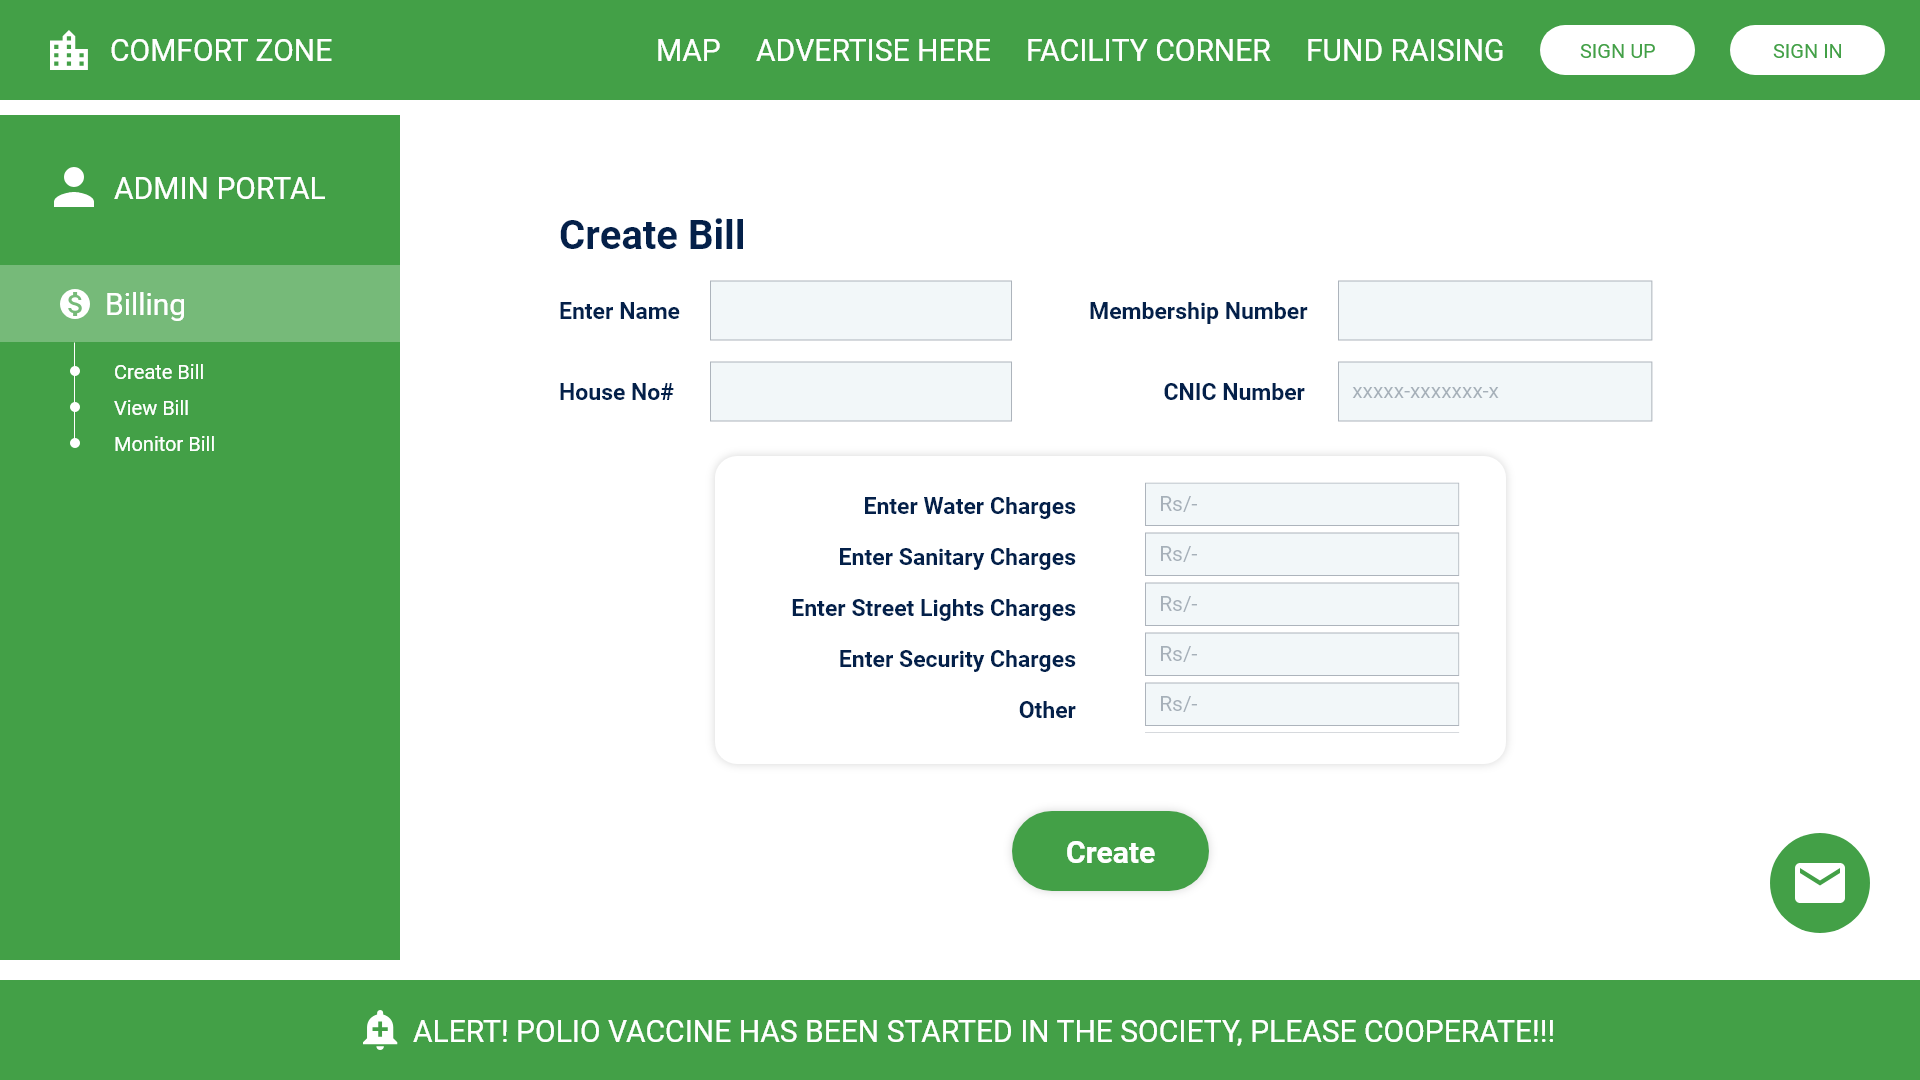 COMFORT ZONE
MAP
ADVERTISE HERE
FACILITY CORNER
FUND RAISING
SIGN UP
SIGN IN
ADMIN PORTAL
Billing
Create Bill
View Bill
Monitor Bill
Create Bill
Enter Name
Membership Number
House No#
CNIC Number
xxxxx-xxxxxxx-x
Enter Water Charges
Rs/-
Enter Sanitary Charges
Rs/-
Enter Street Lights Charges
Rs/-
Enter Security Charges
Rs/-
Other
Rs/-
Create
ALERT! POLIO VACCINE HAS BEEN STARTED IN THE SOCIETY, PLEASE COOPERATE!!!